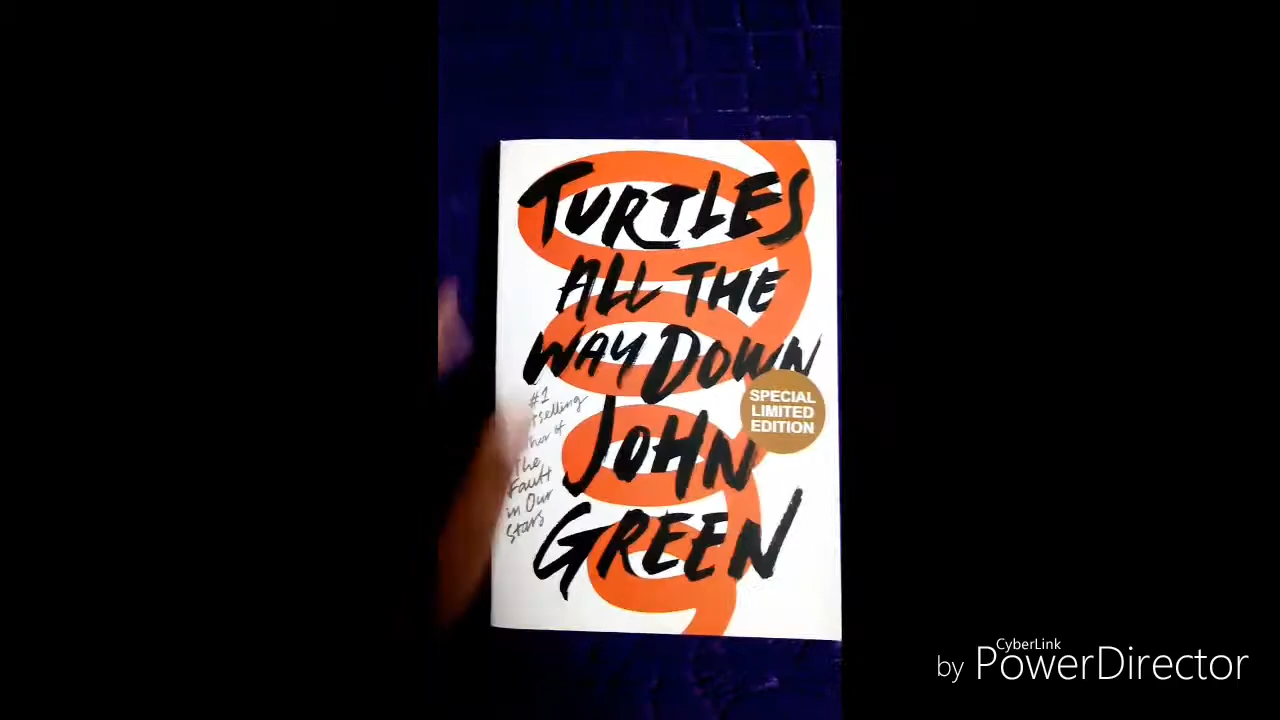 TURTLES
ALL THE
WAY DOWN
SPECIAL
LIMITED
EDITION
#1
The
Fault
in Our
Stars
JOHN
GREEN
CyberLink
by PowerDirector